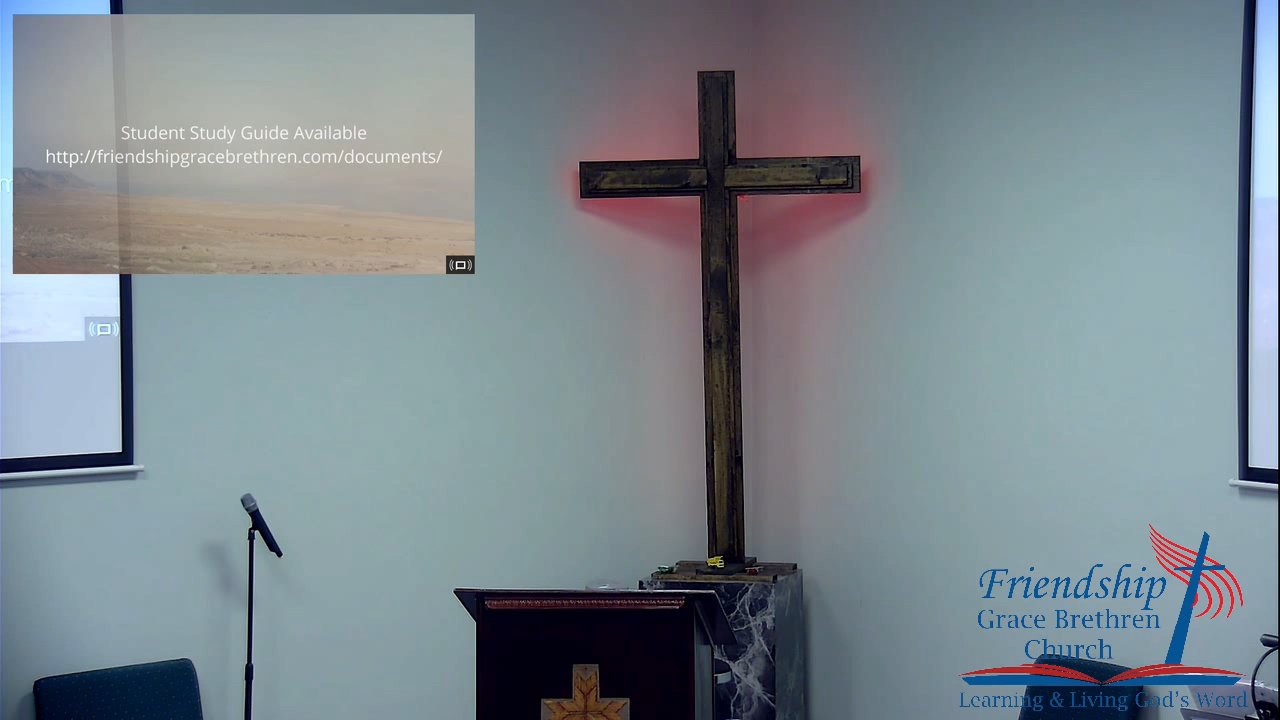 Student Study Guide Available
http://friendshipgracebrethren.com/documents/
m
Friendship
Grace Brethren
Church
Learning & Living God's Word